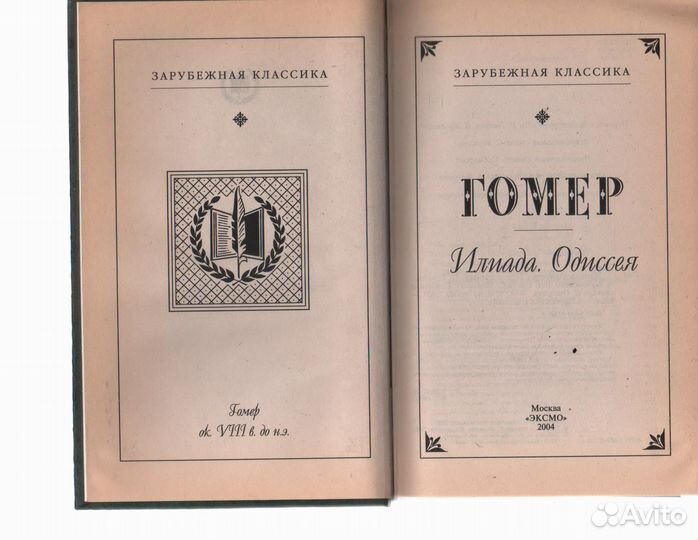 ЗАРУБЕЖНАЯ КЛАССИКА
Гомер
ок. VIII в. до н.э.
ЗАРУБЕЖНАЯ КЛАССИКА
ГОМЕР
Илиада. Одиссея
Москва
«ЭКСМО»
2004
Avito